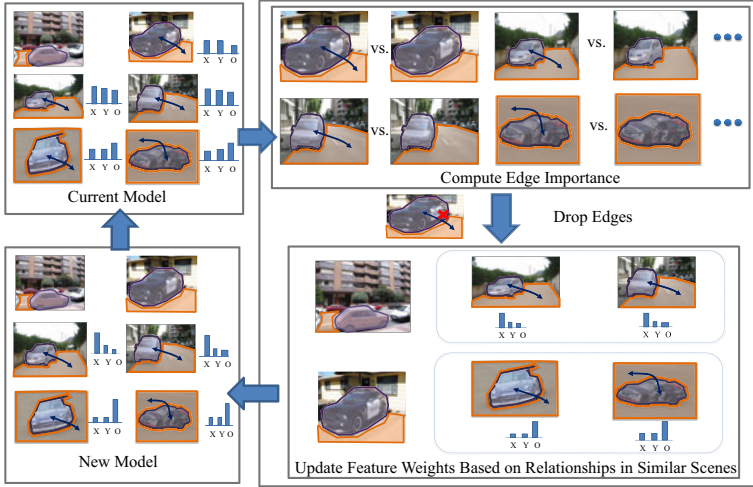 X Y O
X Y O
X Y O
X Y O
X Y O
Current Model
vs.
vs.
vs.
vs.
Compute Edge Importance
Drop Edges
X Y O
X Y O
X Y O
X Y O
New Model
X Y O
X Y O
X Y O
X Y O
Update Feature Weights Based on Relationships in Similar Scenes